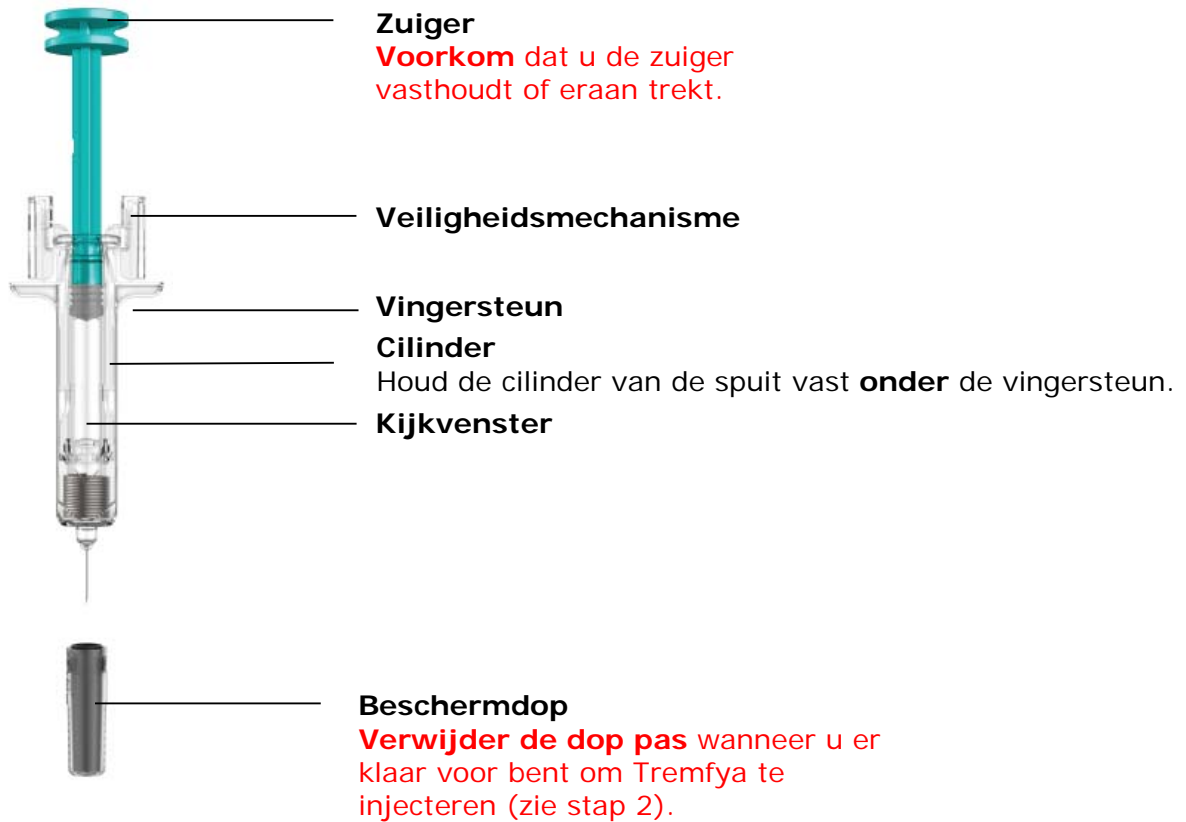 Zuiger
Voorkom dat u de zuiger
vasthoudt of eraan trekt.
Veiligheidsmechanisme
Vingersteun
Cilinder
Houd de cilinder van de spuit vast onder de vingersteun.
Kijkvenster
Beschermdop
Verwijder de dop pas wanneer u er
klaar voor bent om Tremfya te
injecteren (zie stap 2).